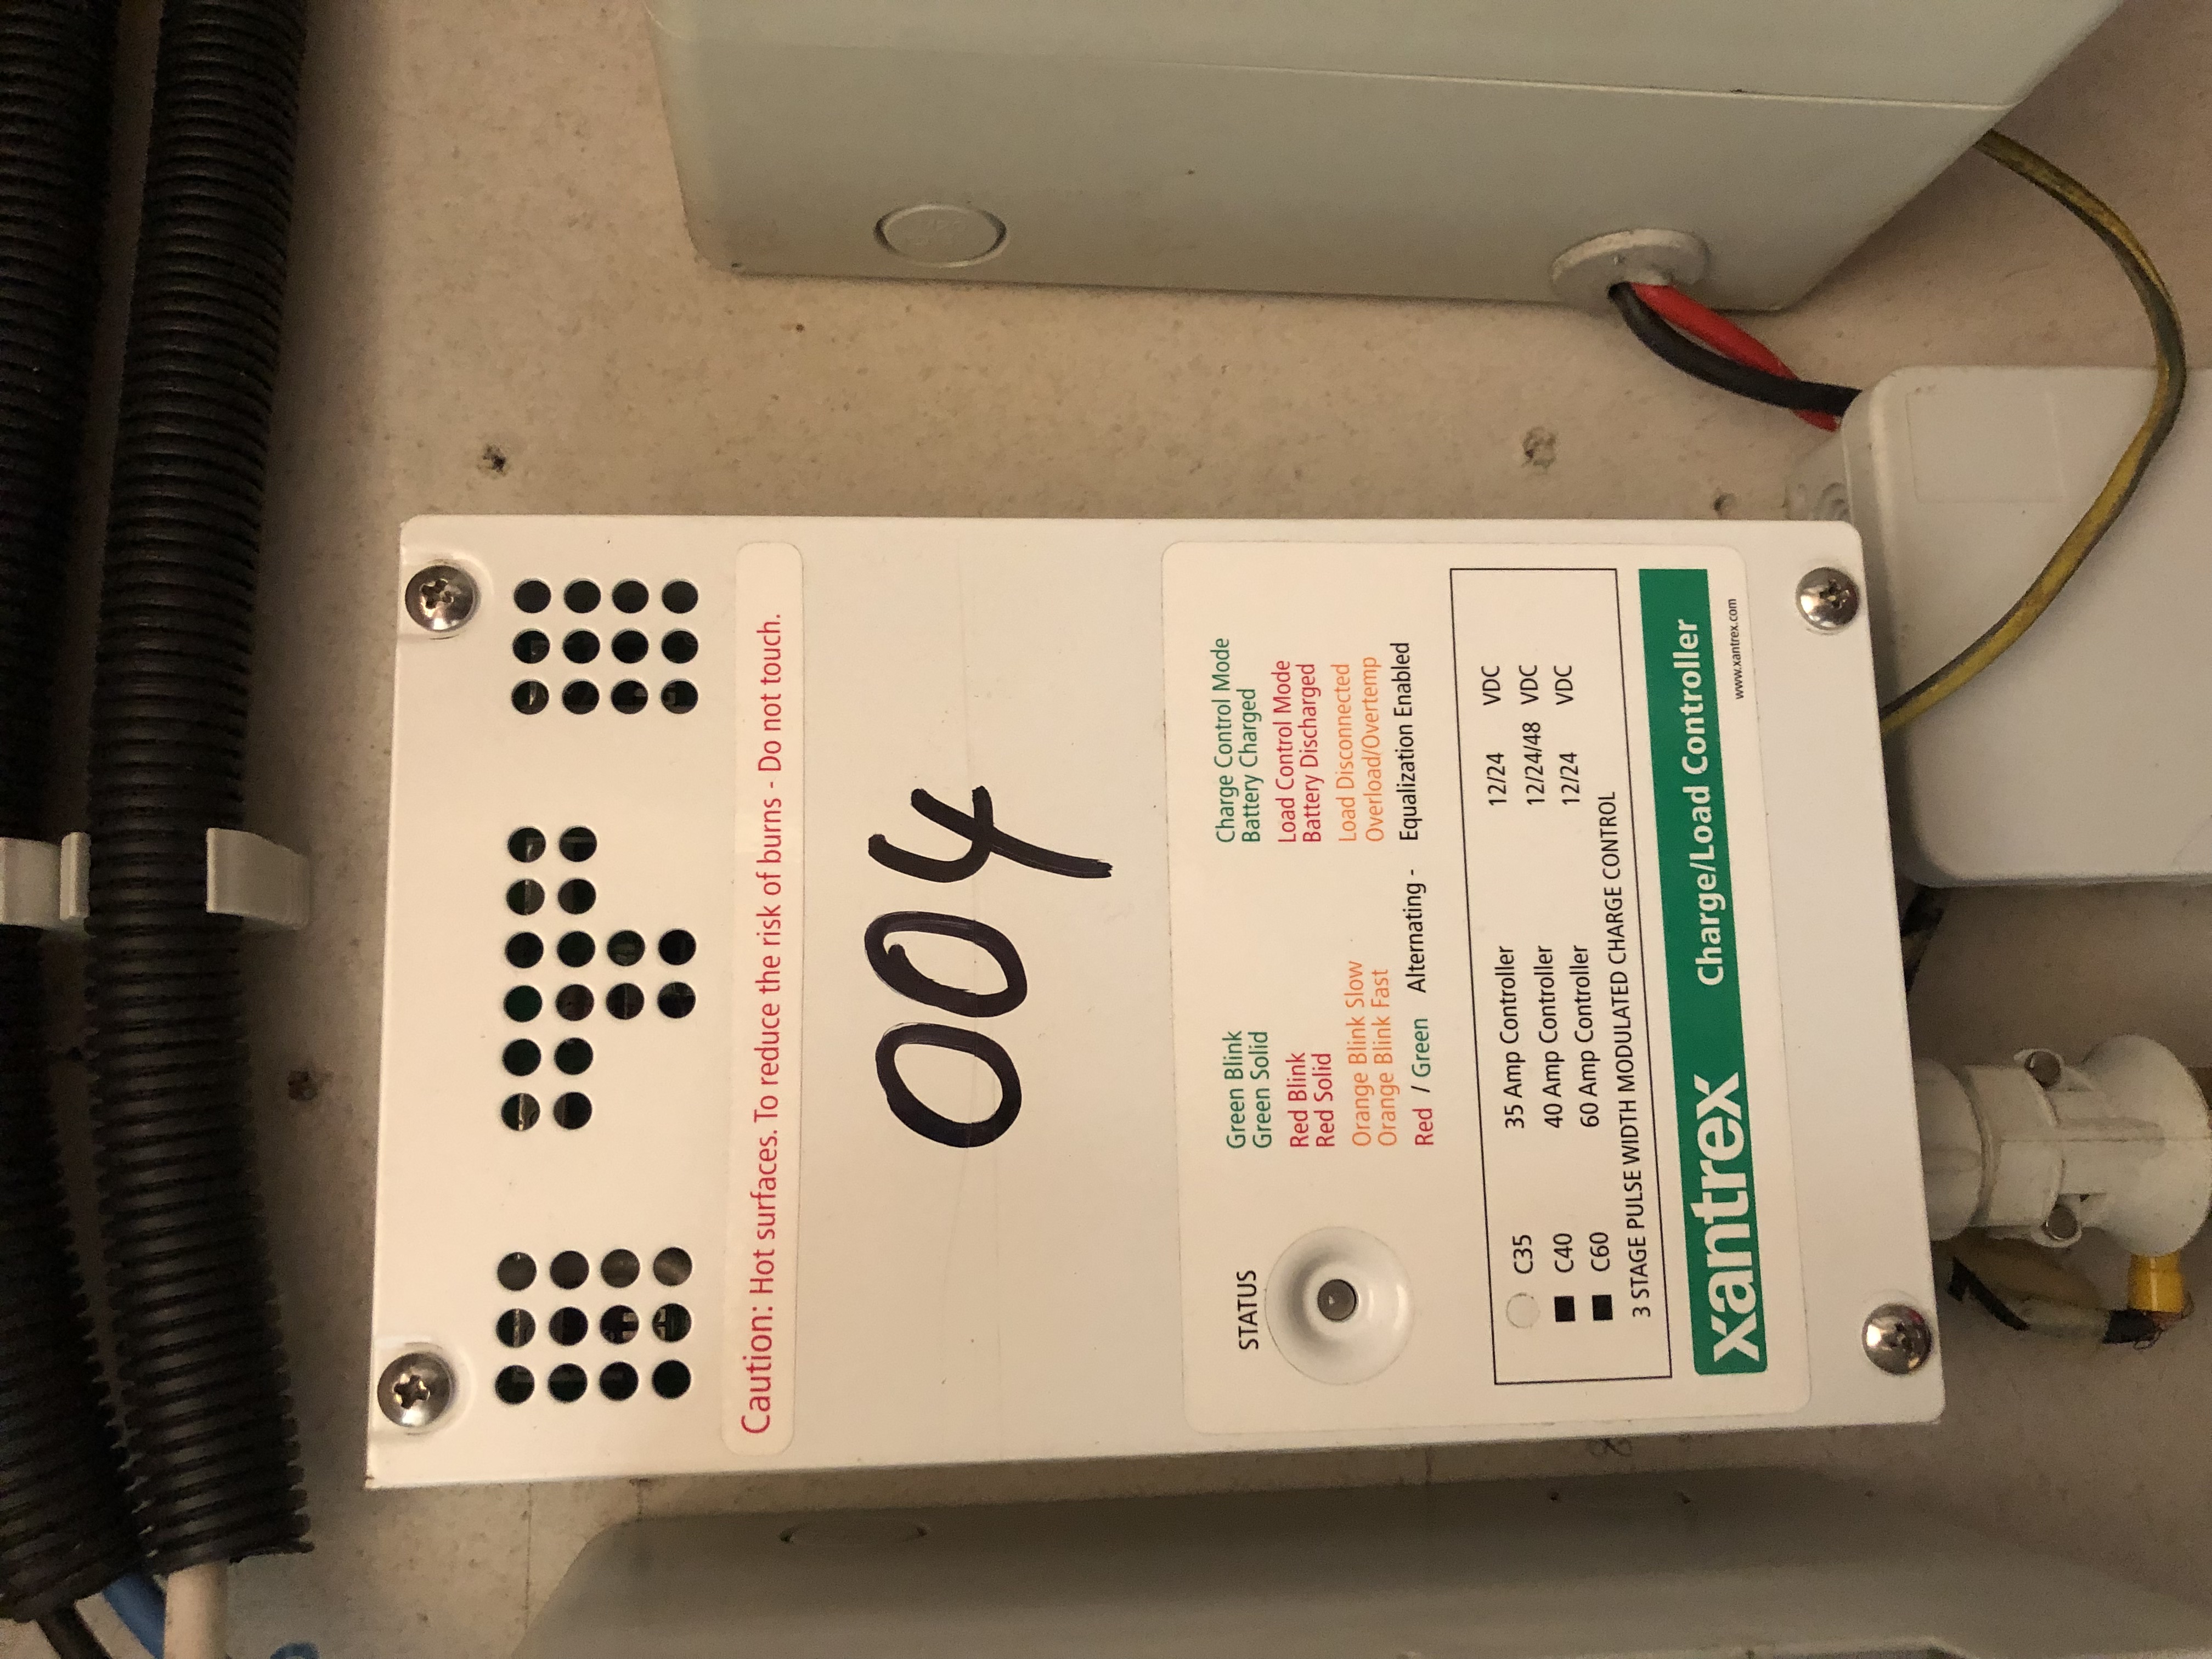 Caution: Hot surfaces. To reduce the risk of burns - Do not touch.
004
STATUS
Green Blink Charge Control Mode
Green Solid Battery Charged
Red Blink Load Control Mode
Red Solid Battery Discharged
Orange Blink Slow Load Disconnected
Orange Blink Fast Overload/Overtemp
Red / Green Alternating - Equalization Enabled
C35 35 Amp Controller 12/24 VDC
C40 40 Amp Controller 12/24/48 VDC
C60 60 Amp Controller 12/24 VDC
3 STAGE PULSE WIDTH MODULATED CHARGE CONTROL
xantrex Charge/Load Controller
www.xantrex.com